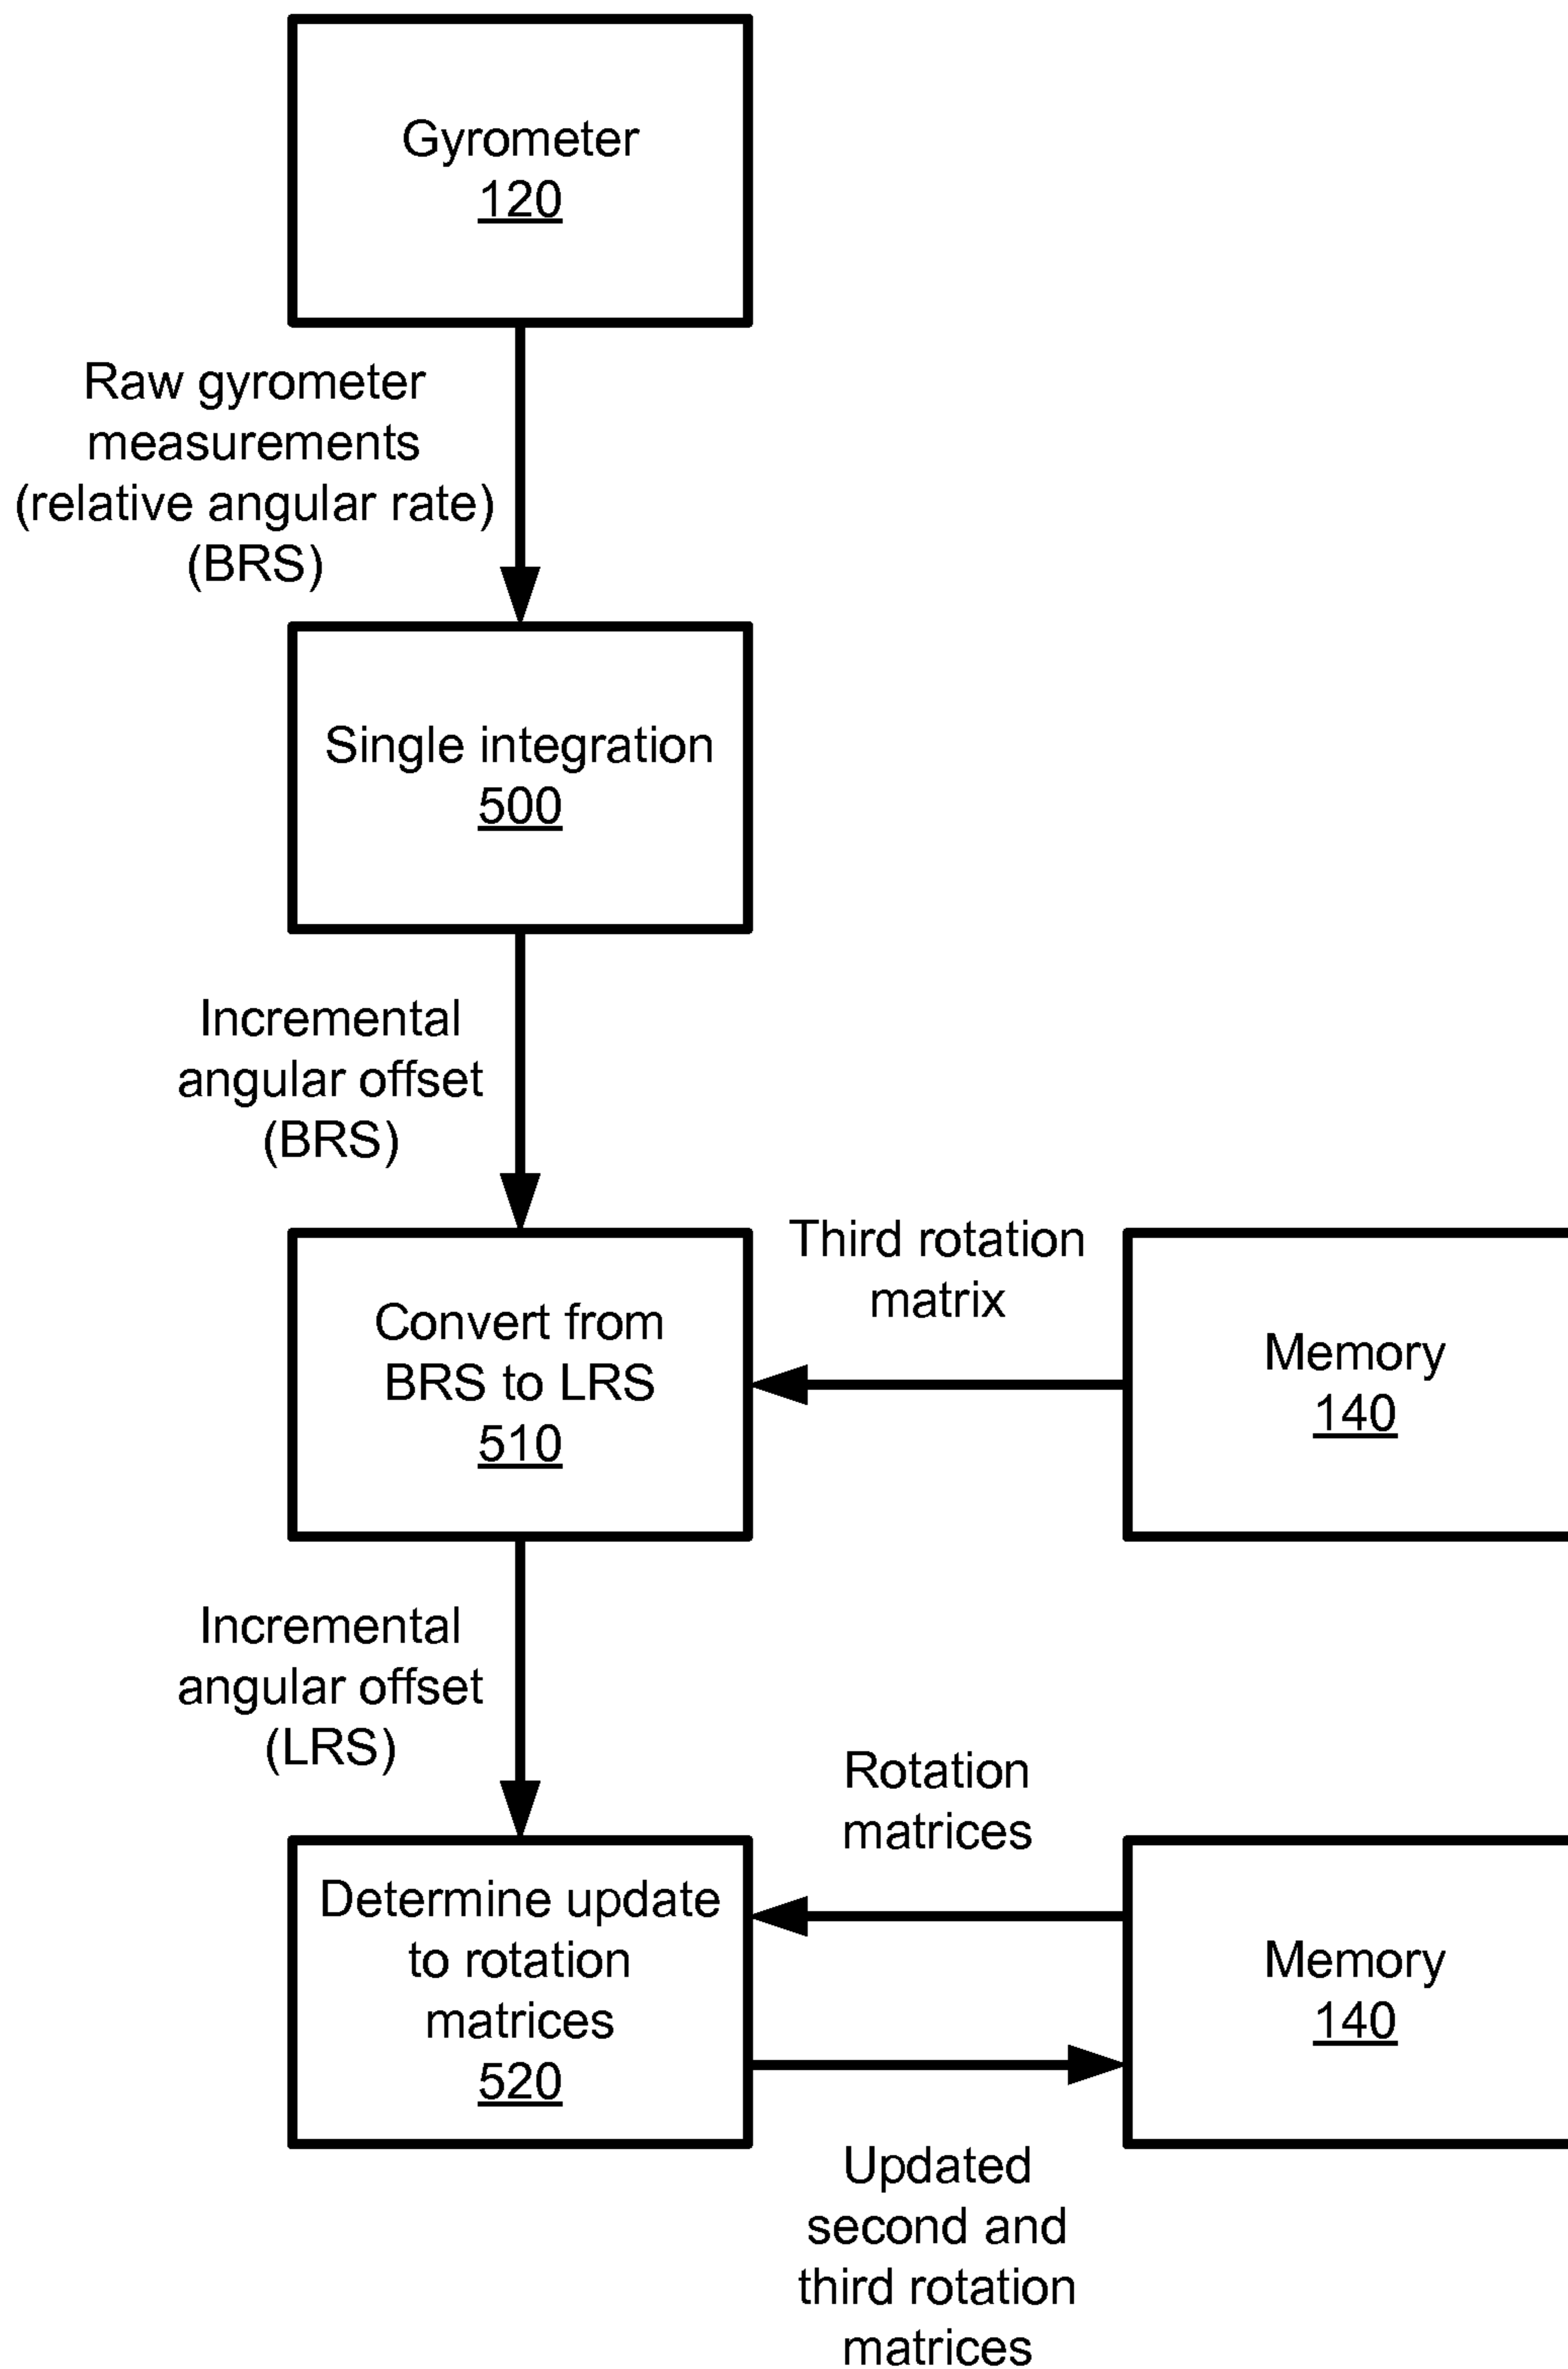 Gyrometer
120
Raw gyrometer
measurements
(relative angular rate)
(BRS)
Single integration
500
Incremental
angular offset
(BRS)
Convert from
BRS to LRS
510
Third rotation
matrix
Memory
140
Incremental
angular offset
(LRS)
Determine update
to rotation
matrices
520
Rotation
matrices
Memory
140
Updated
second and
third rotation
matrices